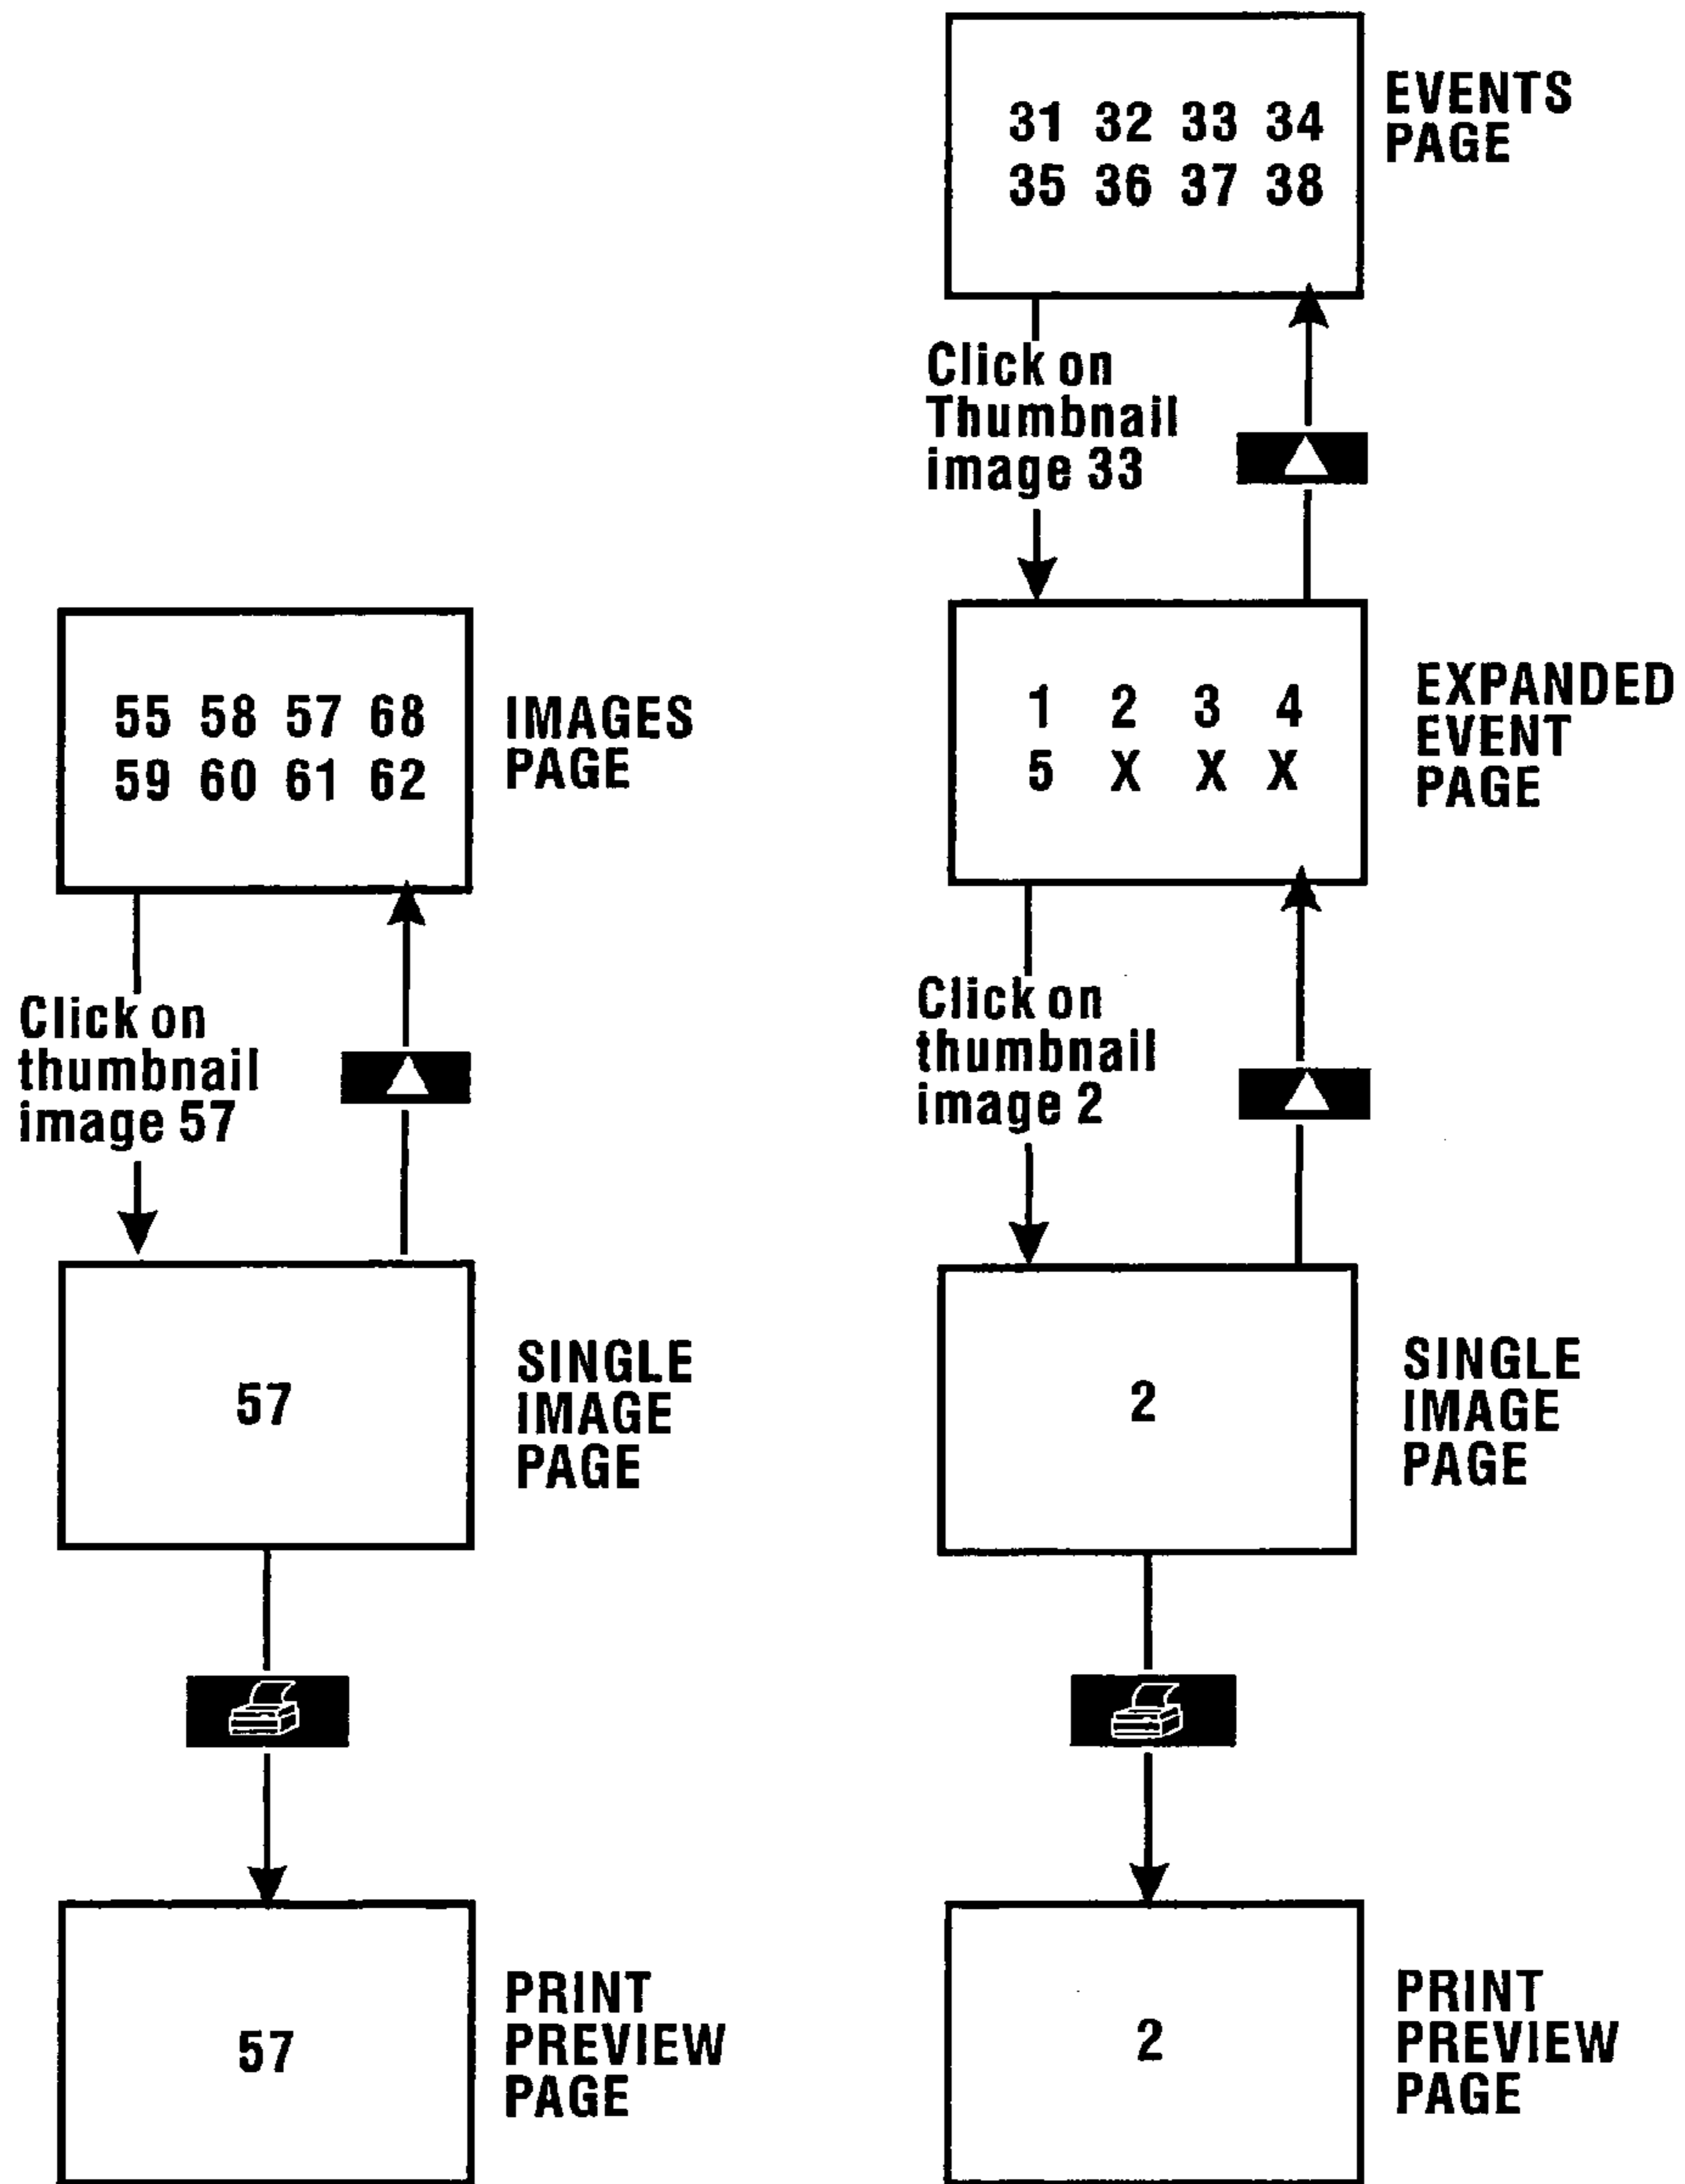 31 32 33 34
35 36 37 38
EVENTS
PAGE
Click on
Thumbnail
image 33
1 2 3 4
5 X X X
EXPANDED
EVENT
PAGE
Click on
thumbnail
image 2
2
SINGLE
IMAGE
PAGE
2
PRINT
PREVIEW
PAGE
55 58 57 68
59 60 61 62
IMAGES
PAGE
Click on
thumbnail
image 57
57
SINGLE
IMAGE
PAGE
57
PRINT
PREVIEW
PAGE